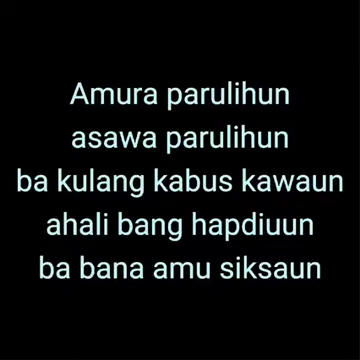 Amura parulihun
asawa parulihun
ba kulang kabus kawaun
ahali bang hapdiuun
ba bana amu siksaun